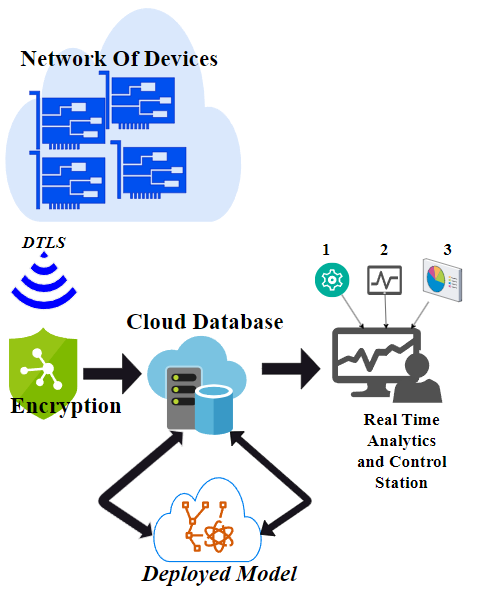 Network Of Devices
DTLS
1
2
3
Cloud Database
Encryption
Real Time
Analytics
and Control
Station
Deployed Model